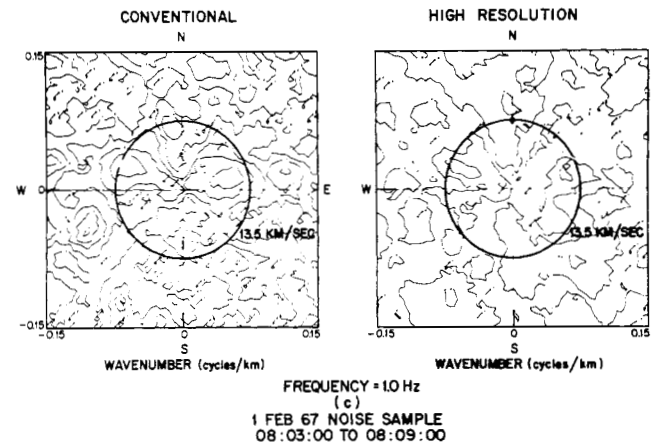 CONVENTIONAL
N
0.15
W 0 E
13.5 KM/SEC
-0.15
-0.15 0 0.15
S
WAVENUMBER (cycles/km)
HIGH RESOLUTION
N
W
13.5 KM/SEC
-0.15 0 0.15
S
WAVENUMBER (cycles/km)
FREQUENCY = 1.0 Hz
(c)
1 FEB 67 NOISE SAMPLE
08:03:00 TO 08:09:00